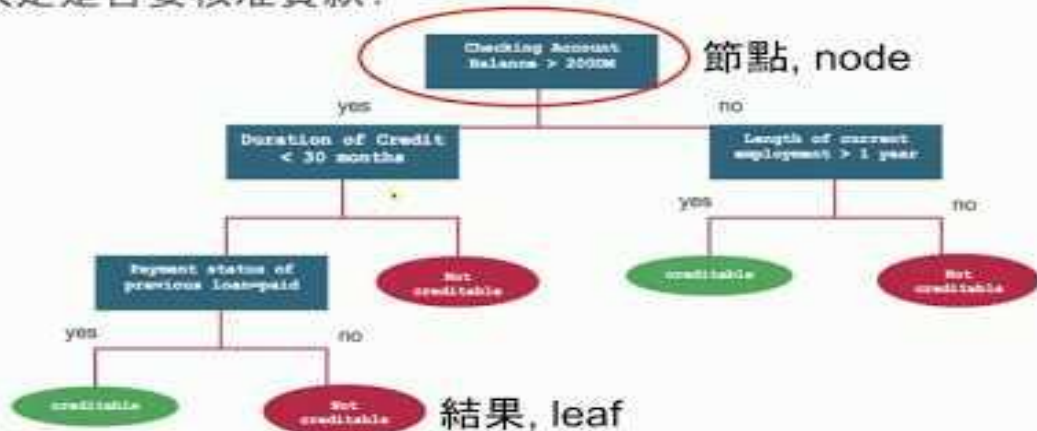 是否要核准貸款?
Checking Account
Balance > 200DM
節點, node
yes
no
Duration of Credit
< 30 months
Length of current
employment > 1 year
yes
no
Payment status of
previous loan=paid
Not
creditable
creditable
Not
creditable
yes
no
creditable
Not
creditable
結果, leaf